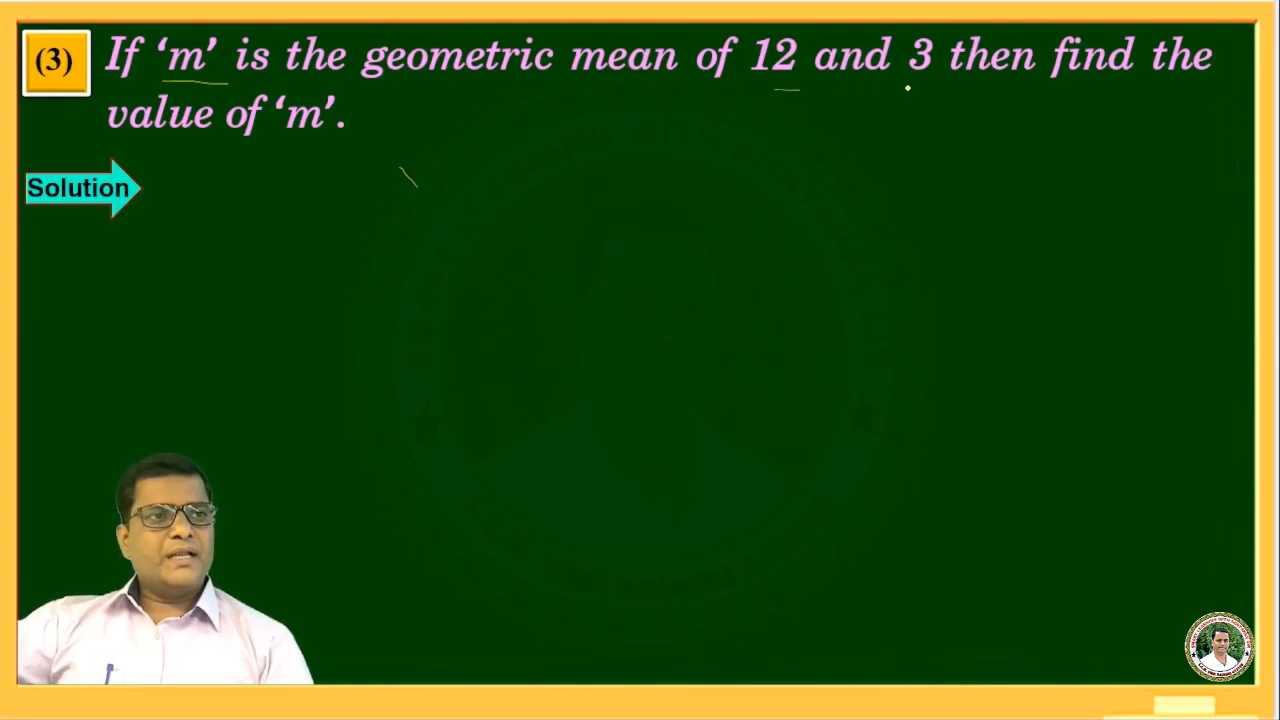 (3) If ‘m’ is the geometric mean of 12 and 3 then find the
value of ‘m’.
Solution